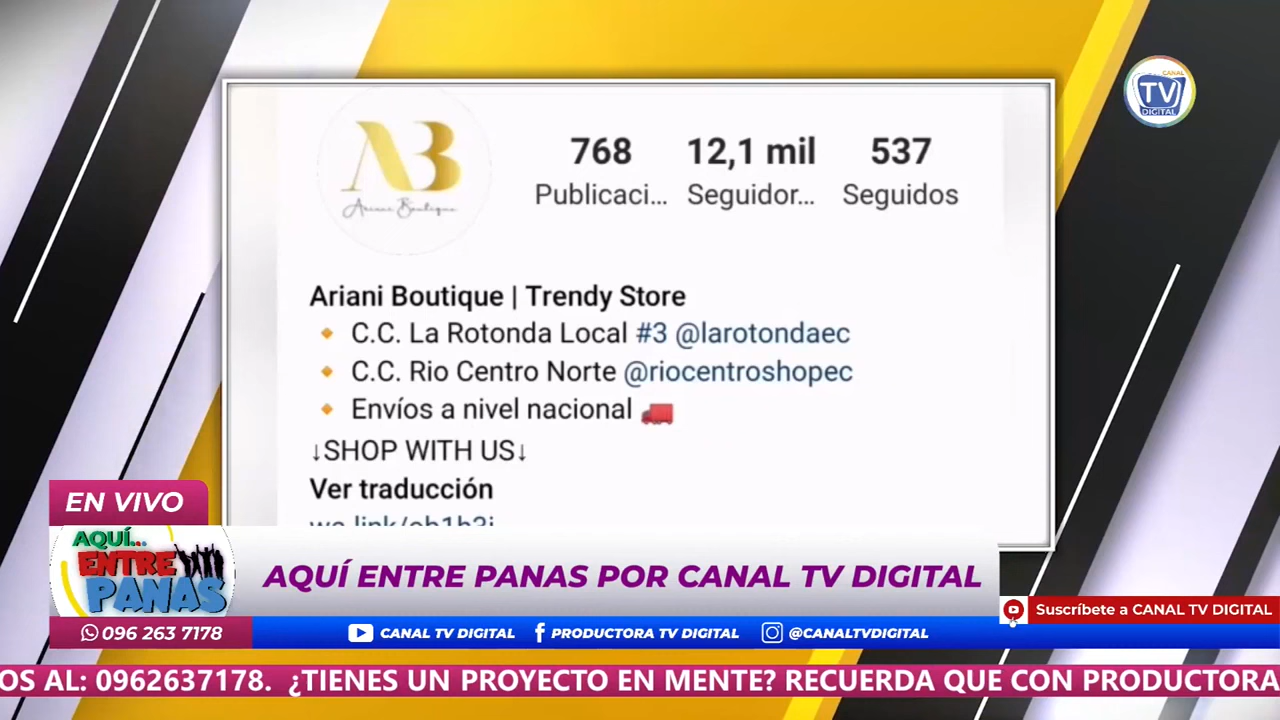 CANAL
TV
DIGITAL
AB
Ariani Boutique
768 12,1 mil 537
Publicaci... Seguidor... Seguidos
Ariani Boutique | Trendy Store
🔸 C.C. La Rotonda Local #3 @larotondaec
🔸 C.C. Rio Centro Norte @riocentroshopec
🔸 Envíos a nivel nacional 🚛
↓SHOP WITH US↓
Ver traducción
EN VIVO
AQUÍ...
ENTRE
PANAS
AQUÍ ENTRE PANAS POR CANAL TV DIGITAL
Suscríbete a CANAL TV DIGITAL
096 263 7178 CANAL TV DIGITAL PRODUCTORA TV DIGITAL @CANALTVDIGITAL
OS AL: 0962637178. ¿TIENES UN PROYECTO EN MENTE? RECUERDA QUE CON PRODUCTORA